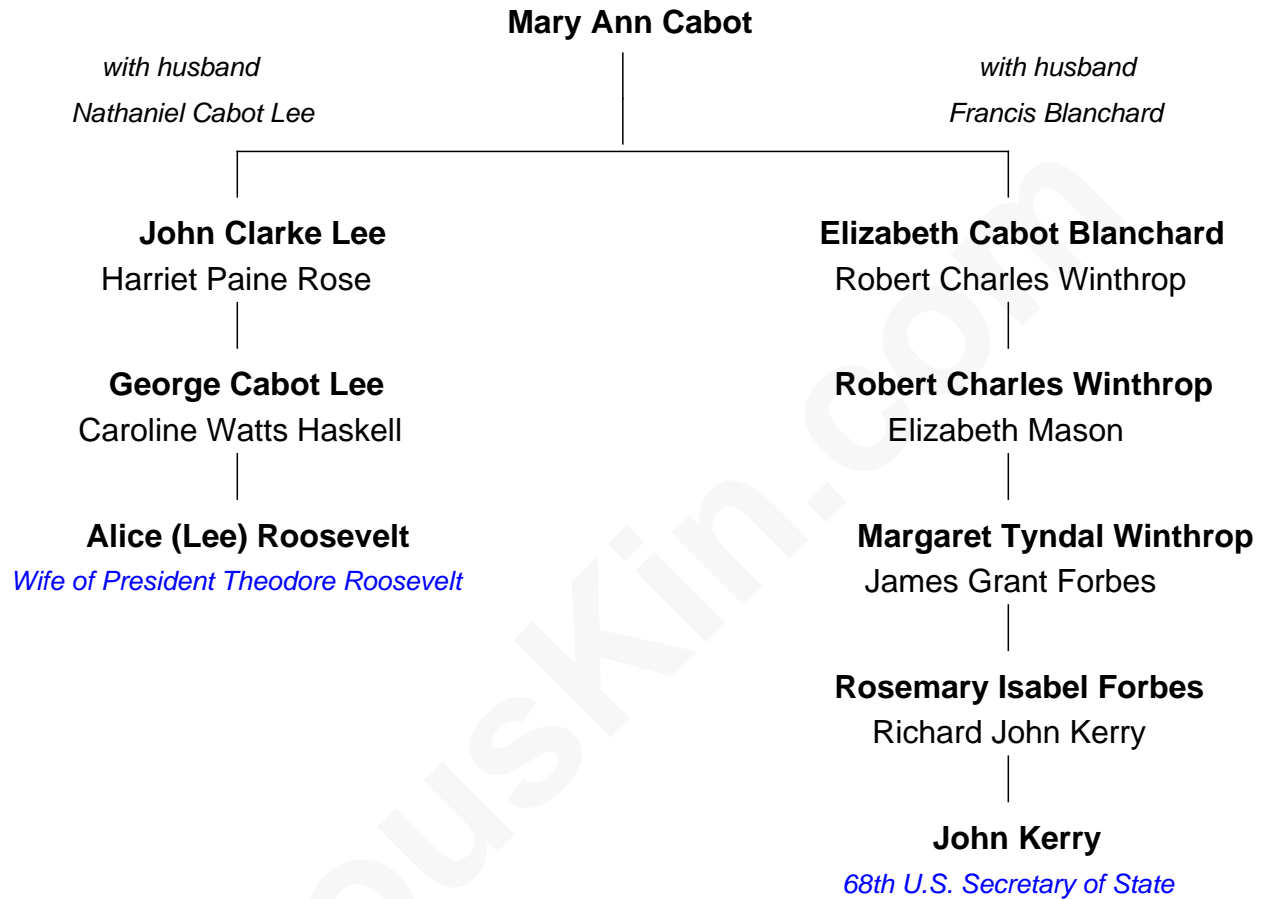 Mary Ann Cabot
with husband
Nathaniel Cabot Lee
with husband
Francis Blanchard
John Clarke Lee
Harriet Paine Rose
George Cabot Lee
Caroline Watts Haskell
Alice (Lee) Roosevelt
Wife of President Theodore Roosevelt
Elizabeth Cabot Blanchard
Robert Charles Winthrop
Robert Charles Winthrop
Elizabeth Mason
Margaret Tyndal Winthrop
James Grant Forbes
Rosemary Isabel Forbes
Richard John Kerry
John Kerry
68th U.S. Secretary of State